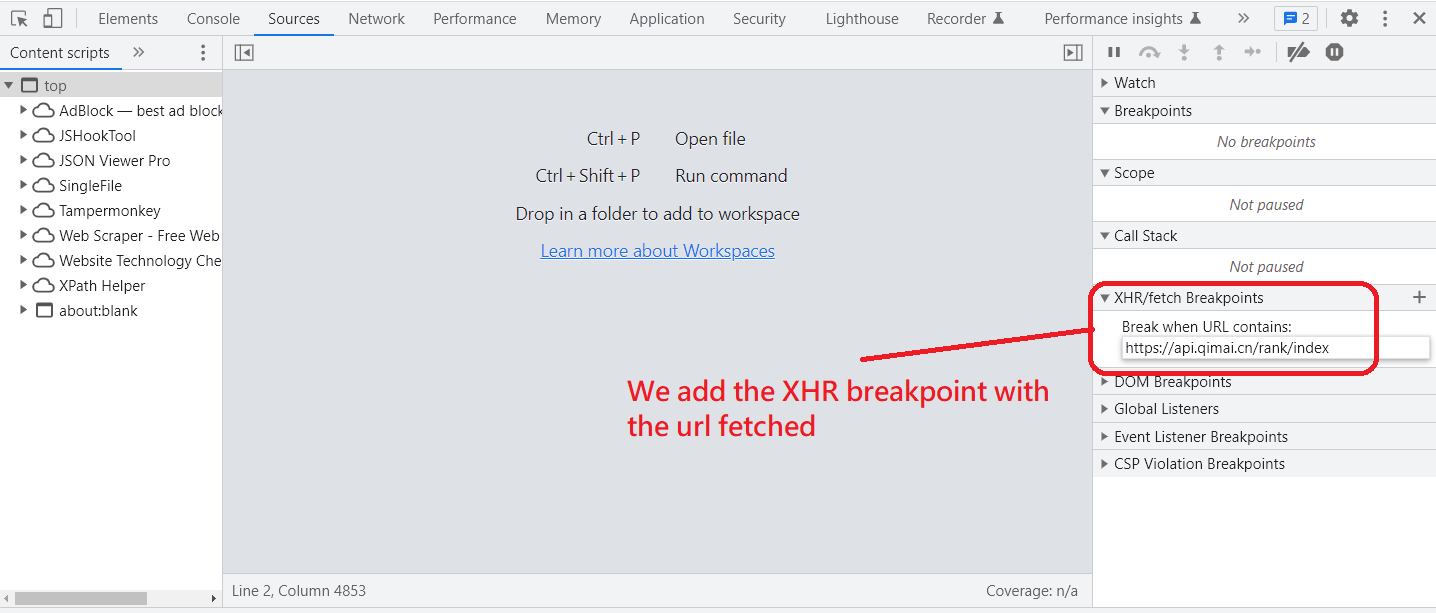 Elements Console Sources Network Performance Memory Application Security Lighthouse Recorder Performance insights 2
Content scripts
top
AdBlock — best ad block
JSHookTool
JSON Viewer Pro
SingleFile
Tampermonkey
Web Scraper - Free Web
Website Technology Che
XPath Helper
about:blank
Ctrl + P Open file
Ctrl + Shift + P Run command
Drop in a folder to add to workspace
Learn more about Workspaces
We add the XHR breakpoint with
the url fetched
Line 2, Column 4853 Coverage: n/a
Watch
Breakpoints
No breakpoints
Scope
Not paused
Call Stack
Not paused
XHR/fetch Breakpoints
Break when URL contains:
https://api.qimai.cn/rank/index
DOM Breakpoints
Global Listeners
Event Listener Breakpoints
CSP Violation Breakpoints